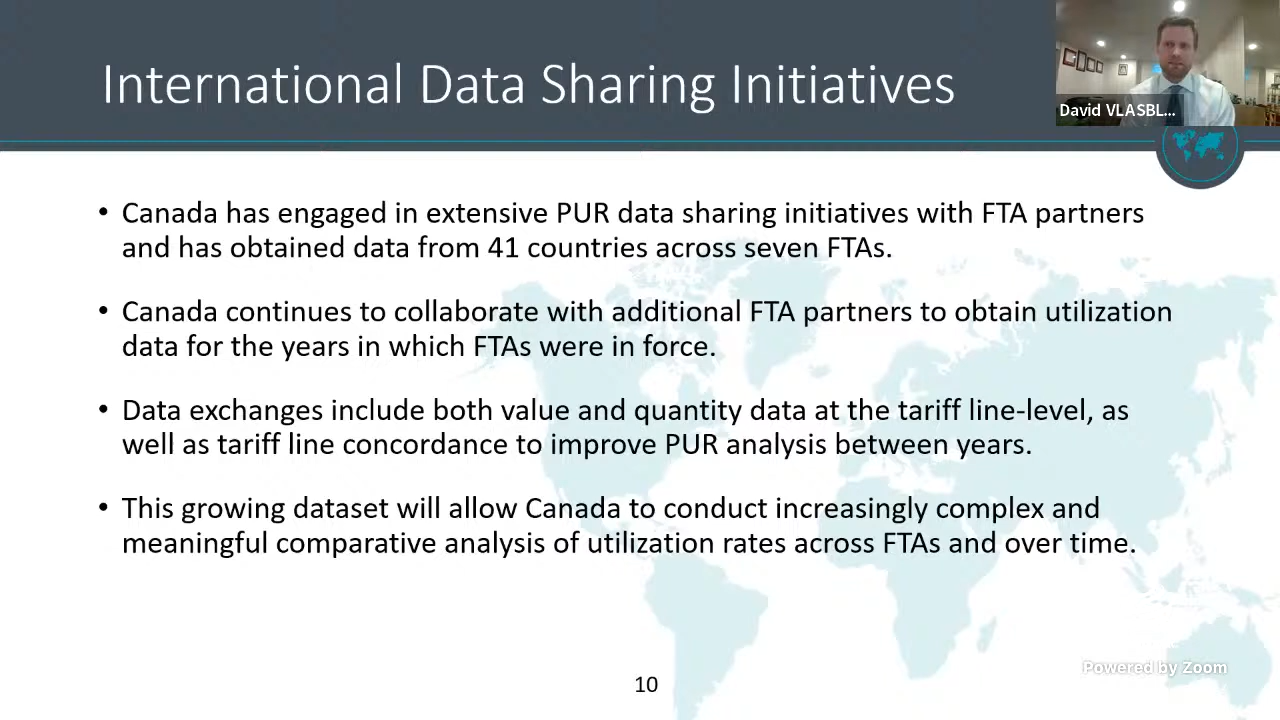 International Data Sharing Initiatives
David VLASBL...
• Canada has engaged in extensive PUR data sharing initiatives with FTA partners
and has obtained data from 41 countries across seven FTAs.
• Canada continues to collaborate with additional FTA partners to obtain utilization
data for the years in which FTAs were in force.
• Data exchanges include both value and quantity data at the tariff line-level, as
well as tariff line concordance to improve PUR analysis between years.
• This growing dataset will allow Canada to conduct increasingly complex and
meaningful comparative analysis of utilization rates across FTAs and over time.
Powered by Zoom
10